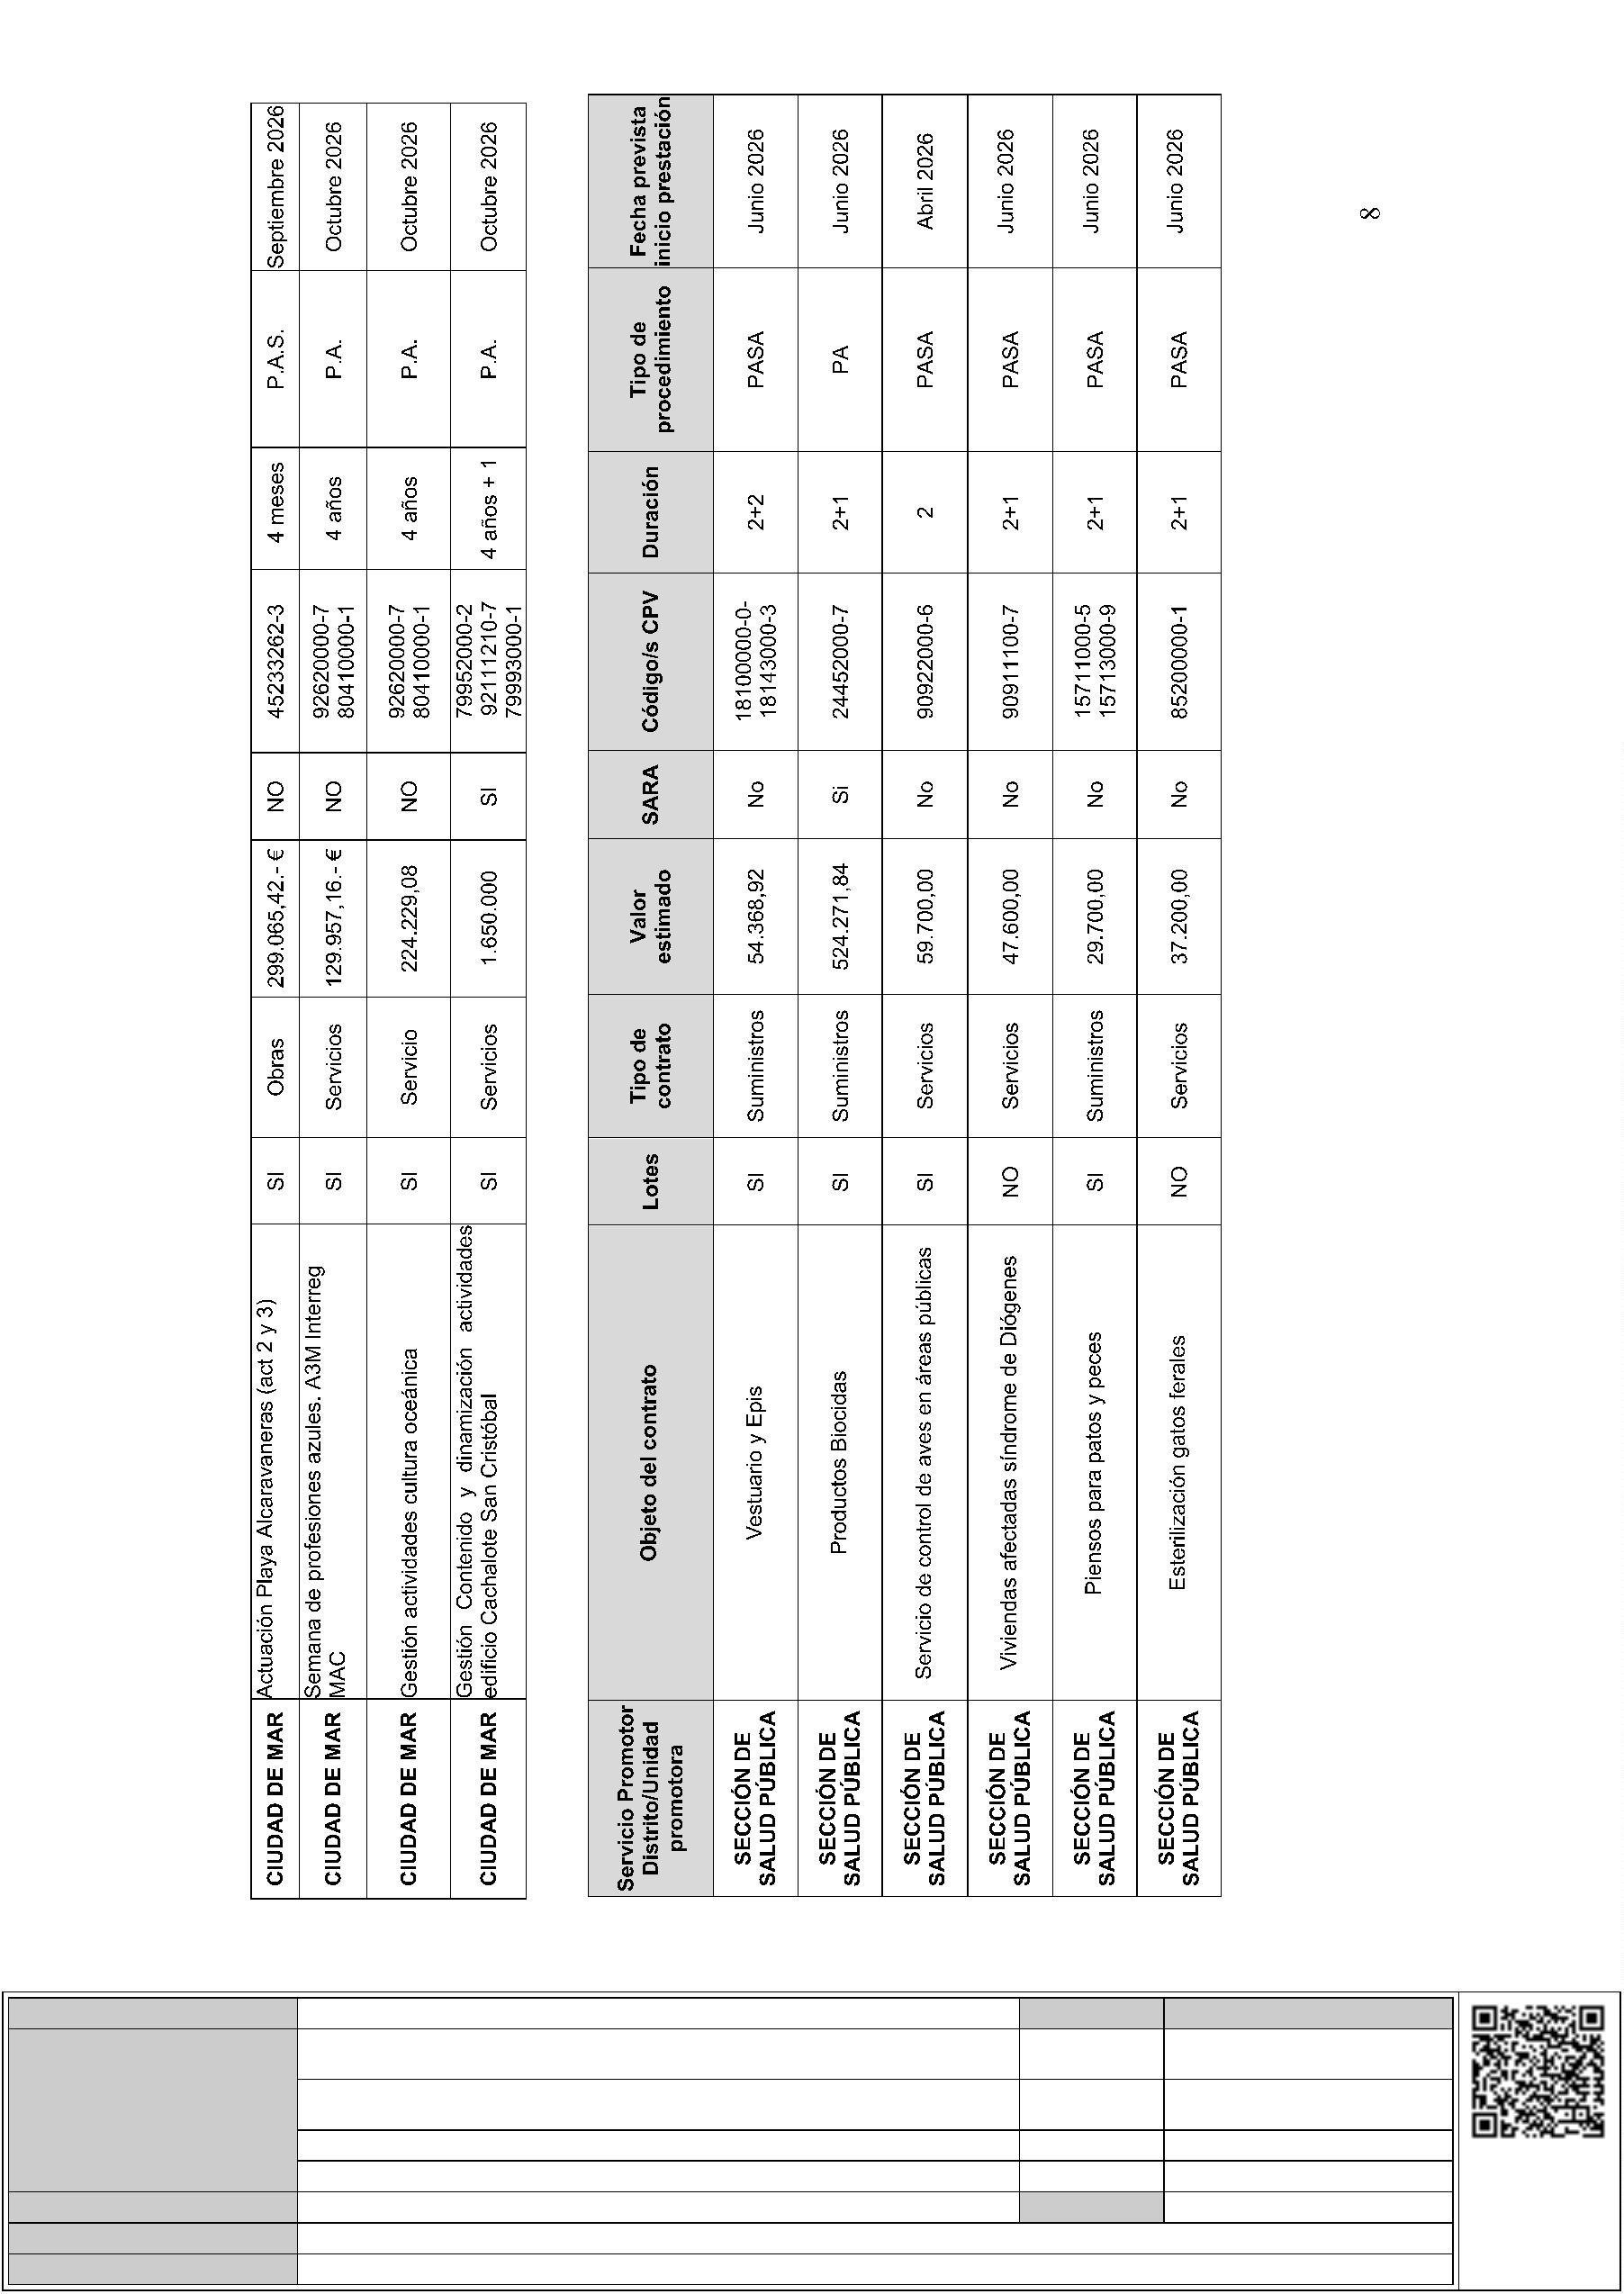 CIUDAD DE MAR Actuación Playa Alcaravaneras (act 2 y 3) SI Obras 299.065,42.- € NO 45233262-3 4 meses P.A.S. Septiembre 2026
CIUDAD DE MAR Semana de profesiones azules. A3M Interreg SI Servicios 129.957,16.- € NO 92620000-7 4 años P.A. Octubre 2026
MAC 80410000-1
CIUDAD DE MAR Gestión actividades cultura oceánica SI Servicio 224.229,08 NO 92620000-7 4 años P.A. Octubre 2026
80410000-1
CIUDAD DE MAR Gestión Contenido y dinamización actividades SI Servicios 1.650.000 SI 79952000-2 4 años + 1 P.A. Octubre 2026
edificio Cachalote San Cristóbal 92111210-7
79993000-1
Servicio Promotor
Distrito/Unidad
promotora
Objeto del contrato
Lotes
Tipo de
contrato
Valor
estimado
SARA
Código/s CPV
Duración
Tipo de
procedimiento
Fecha prevista
inicio prestación
SECCIÓN DE Vestuario y Epis SI Suministros 54.368,92 No 18100000-0- 2+2 PASA Junio 2026
SALUD PÚBLICA 18143000-3
SECCIÓN DE Productos Biocidas SI Suministros 524.271,84 Si 24452000-7 2+1 PA Junio 2026
SALUD PÚBLICA
SECCIÓN DE Servicio de control de aves en áreas públicas SI Servicios 59.700,00 No 90922000-6 2 PASA Abril 2026
SALUD PÚBLICA
SECCIÓN DE Viviendas afectadas síndrome de Diógenes NO Servicios 47.600,00 No 90911100-7 2+1 PASA Junio 2026
SALUD PÚBLICA
SECCIÓN DE Piensos para patos y peces SI Suministros 29.700,00 No 15711000-5 2+1 PASA Junio 2026
SALUD PÚBLICA 15713000-9
SECCIÓN DE Esterilización gatos ferales NO Servicios 37.200,00 No 85200000-1 2+1 PASA Junio 2026
SALUD PÚBLICA
8